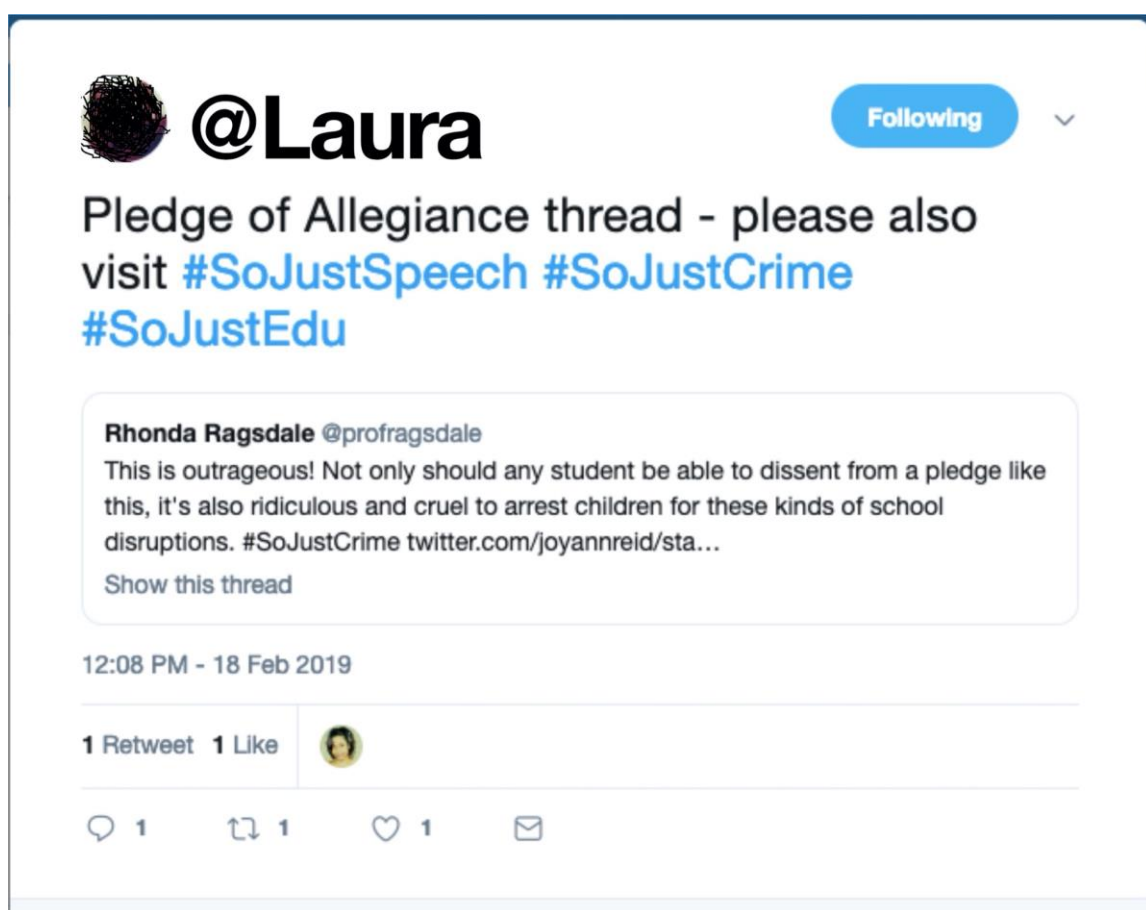 @Laura
Following
Pledge of Allegiance thread - please also
visit #SoJustSpeech #SoJustCrime
#SoJustEdu
Rhonda Ragsdale @profragsdale
This is outrageous! Not only should any student be able to dissent from a pledge like
this, it's also ridiculous and cruel to arrest children for these kinds of school
disruptions. #SoJustCrime twitter.com/joyannreid/sta…
Show this thread
12:08 PM - 18 Feb 2019
1 Retweet 1 Like
1 1 1